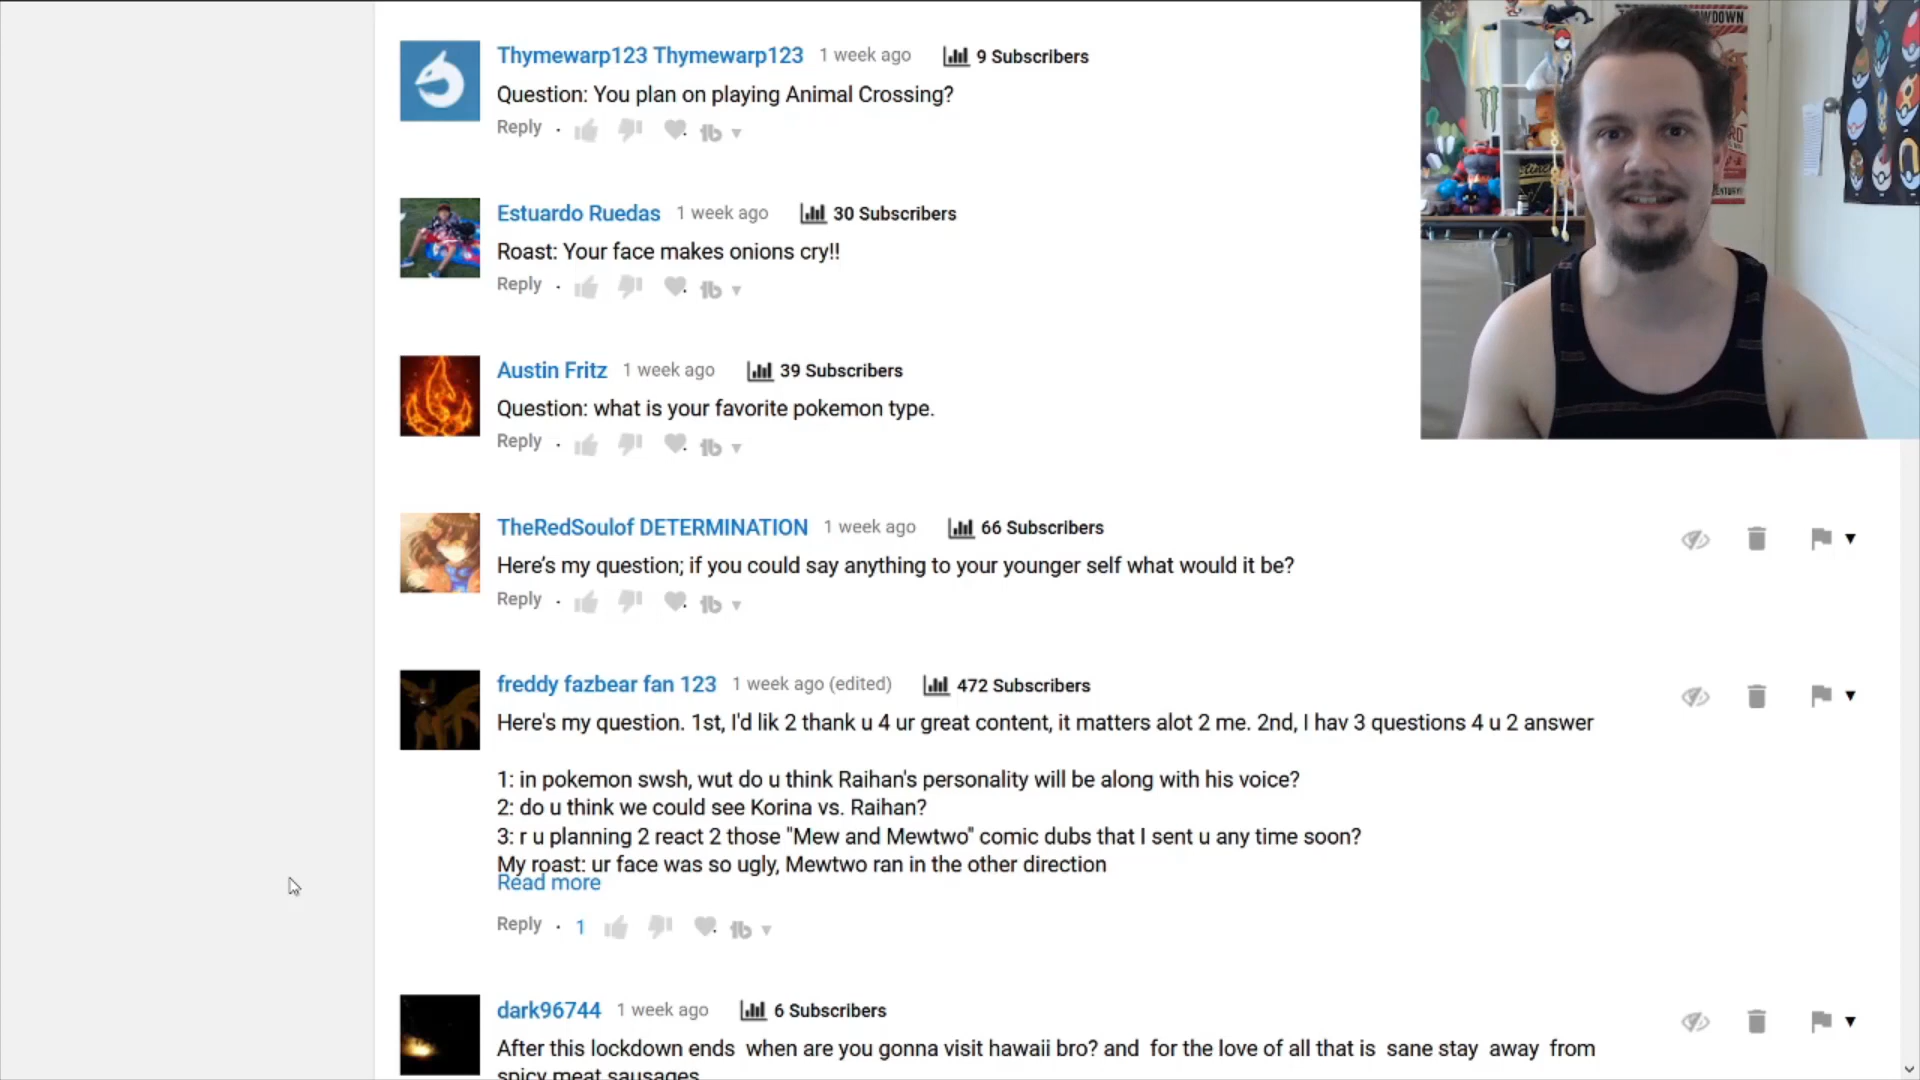 Thymewarp123 Thymewarp123 1 week ago 9 Subscribers
Question: You plan on playing Animal Crossing?
Reply
Estuardo Ruedas 1 week ago 30 Subscribers
Roast: Your face makes onions cry!!
Reply
Austin Fritz 1 week ago 39 Subscribers
Question: what is your favorite pokemon type.
Reply
TheRedSoulof DETERMINATION 1 week ago 66 Subscribers
Here’s my question; if you could say anything to your younger self what would it be?
Reply
freddy fazbear fan 123 1 week ago (edited) 472 Subscribers
Here's my question. 1st, I'd lik 2 thank u 4 ur great content, it matters alot 2 me. 2nd, I hav 3 questions 4 u 2 answer
1: in pokemon swsh, wut do u think Raihan's personality will be along with his voice?
2: do u think we could see Korina vs. Raihan?
3: r u planning 2 react 2 those "Mew and Mewtwo" comic dubs that I sent u any time soon?
My roast: ur face was so ugly, Mewtwo ran in the other direction
Read more
Reply · 1
dark96744 1 week ago 6 Subscribers
After this lockdown ends when are you gonna visit hawaii bro? and for the love of all that is sane stay away from
spicy meat sausages